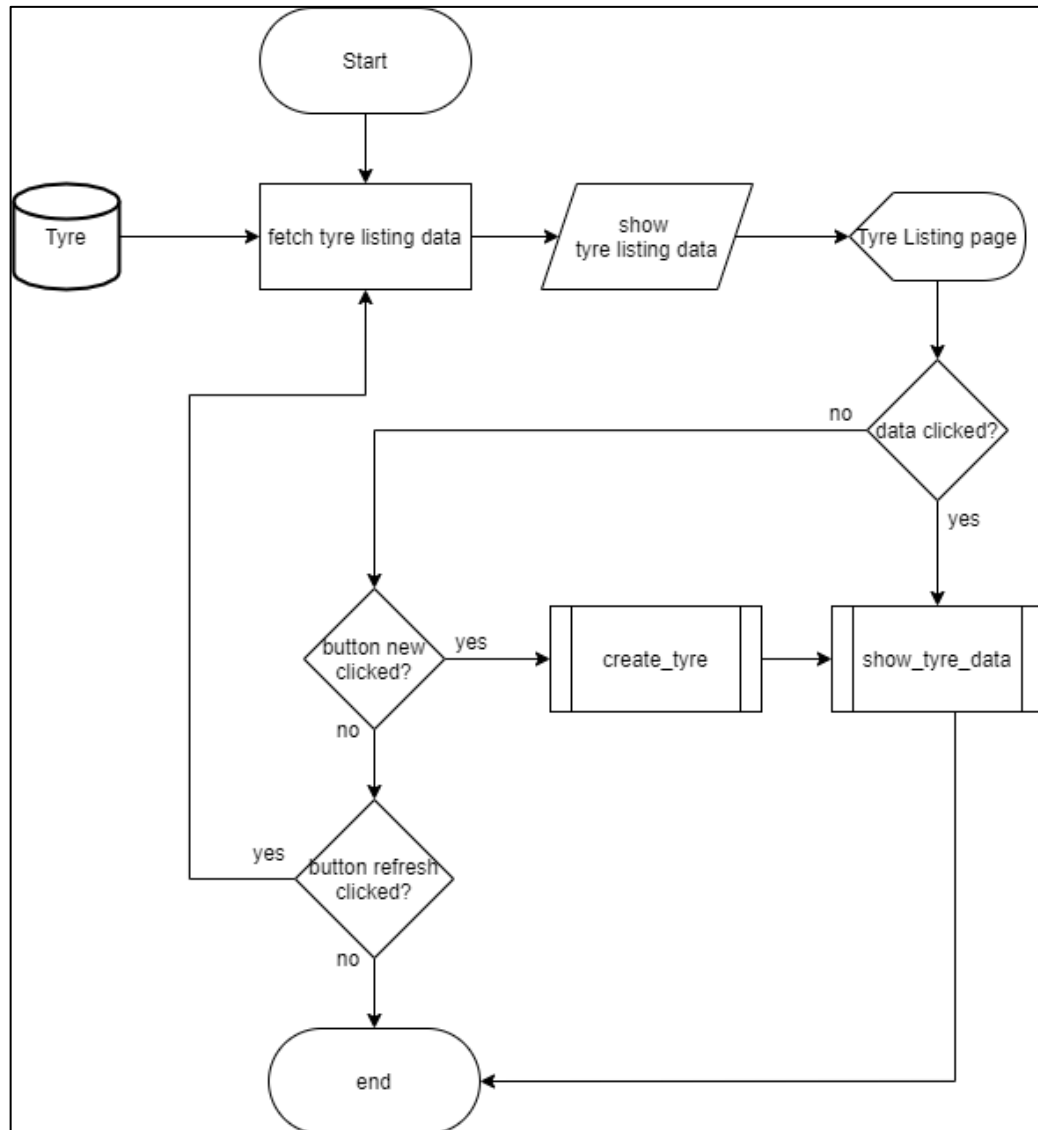 Start
Tyre
fetch tyre listing data
show
tyre listing data
Tyre Listing page
no
data clicked?
yes
button new
clicked?
yes
create_tyre
show_tyre_data
no
yes
button refresh
clicked?
no
end